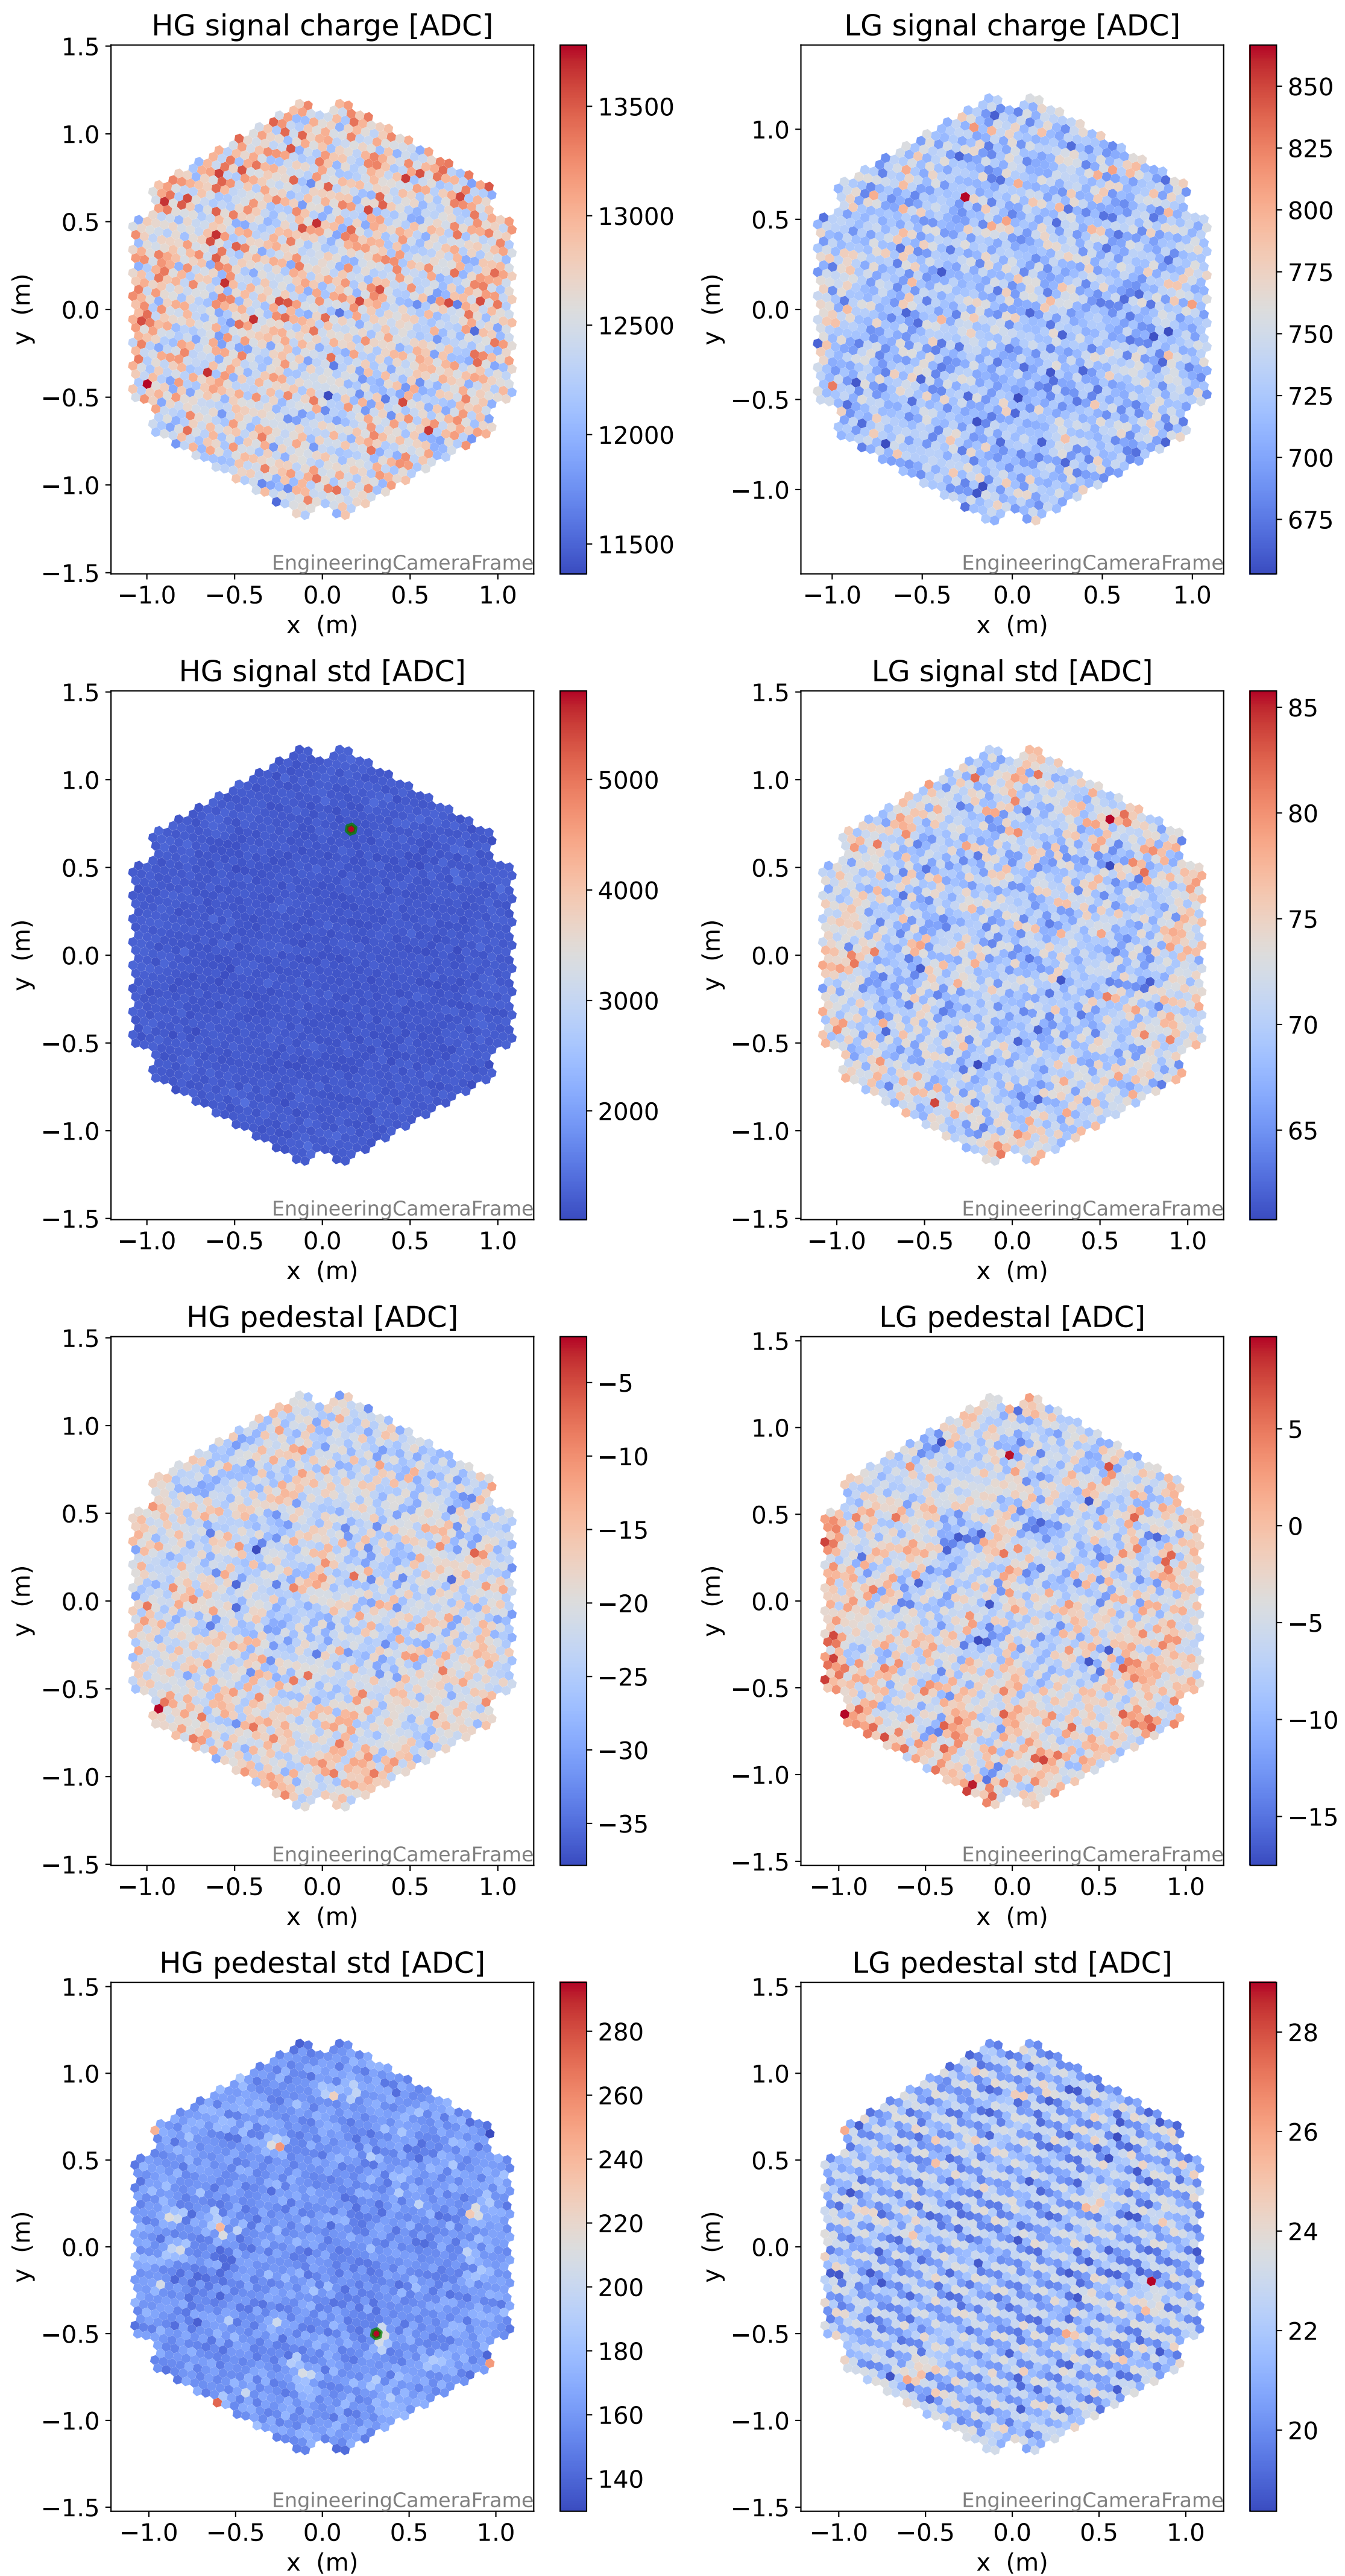 HG signal charge [ADC]
LG signal charge [ADC]
1.5
1.0
0.5
0.0
−0.5
−1.0
−1.5
y (m)
−1.0 −0.5 0.0 0.5 1.0
x (m)
EngineeringCameraFrame
13500
13000
12500
12000
11500
1.0
0.5
0.0
−0.5
−1.0
y (m)
−1.0 −0.5 0.0 0.5 1.0
x (m)
EngineeringCameraFrame
850
825
800
775
750
725
700
675
HG signal std [ADC]
LG signal std [ADC]
1.5
1.0
0.5
0.0
−0.5
−1.0
−1.5
y (m)
−1.0 −0.5 0.0 0.5 1.0
x (m)
EngineeringCameraFrame
5000
4000
3000
2000
1.5
1.0
0.5
0.0
−0.5
−1.0
−1.5
y (m)
−1.0 −0.5 0.0 0.5 1.0
x (m)
EngineeringCameraFrame
85
80
75
70
65
HG pedestal [ADC]
LG pedestal [ADC]
1.5
1.0
0.5
0.0
−0.5
−1.0
−1.5
y (m)
−1.0 −0.5 0.0 0.5 1.0
x (m)
EngineeringCameraFrame
−5
−10
−15
−20
−25
−30
−35
1.5
1.0
0.5
0.0
−0.5
−1.0
−1.5
y (m)
−1.0 −0.5 0.0 0.5 1.0
x (m)
EngineeringCameraFrame
5
0
−5
−10
−15
HG pedestal std [ADC]
LG pedestal std [ADC]
1.5
1.0
0.5
0.0
−0.5
−1.0
−1.5
y (m)
−1.0 −0.5 0.0 0.5 1.0
x (m)
EngineeringCameraFrame
280
260
240
220
200
180
160
140
1.5
1.0
0.5
0.0
−0.5
−1.0
−1.5
y (m)
−1.0 −0.5 0.0 0.5 1.0
x (m)
EngineeringCameraFrame
28
26
24
22
20